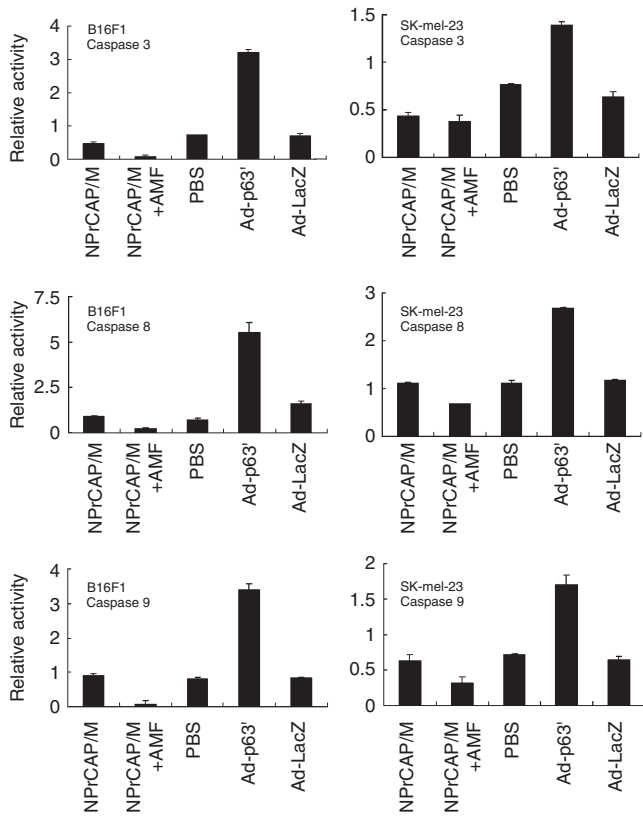 B16F1
Caspase 3
Relative activity
4
3
2
1
0
NPrCAP/M
NPrCAP/M
+AMF
PBS
Ad-p63'
Ad-LacZ
SK-mel-23
Caspase 3
1.5
1
0.5
0
NPrCAP/M
NPrCAP/M
+AMF
PBS
Ad-p63'
Ad-LacZ
B16F1
Caspase 8
Relative activity
7.5
5
2.5
0
NPrCAP/M
NPrCAP/M
+AMF
PBS
Ad-p63'
Ad-LacZ
SK-mel-23
Caspase 8
3
2
1
0
NPrCAP/M
NPrCAP/M
+AMF
PBS
Ad-p63'
Ad-LacZ
B16F1
Caspase 9
Relative activity
4
3
2
1
0
NPrCAP/M
NPrCAP/M
+AMF
PBS
Ad-p63'
Ad-LacZ
SK-mel-23
Caspase 9
2
1.5
1
0.5
0
NPrCAP/M
NPrCAP/M
+AMF
PBS
Ad-p63'
Ad-LacZ